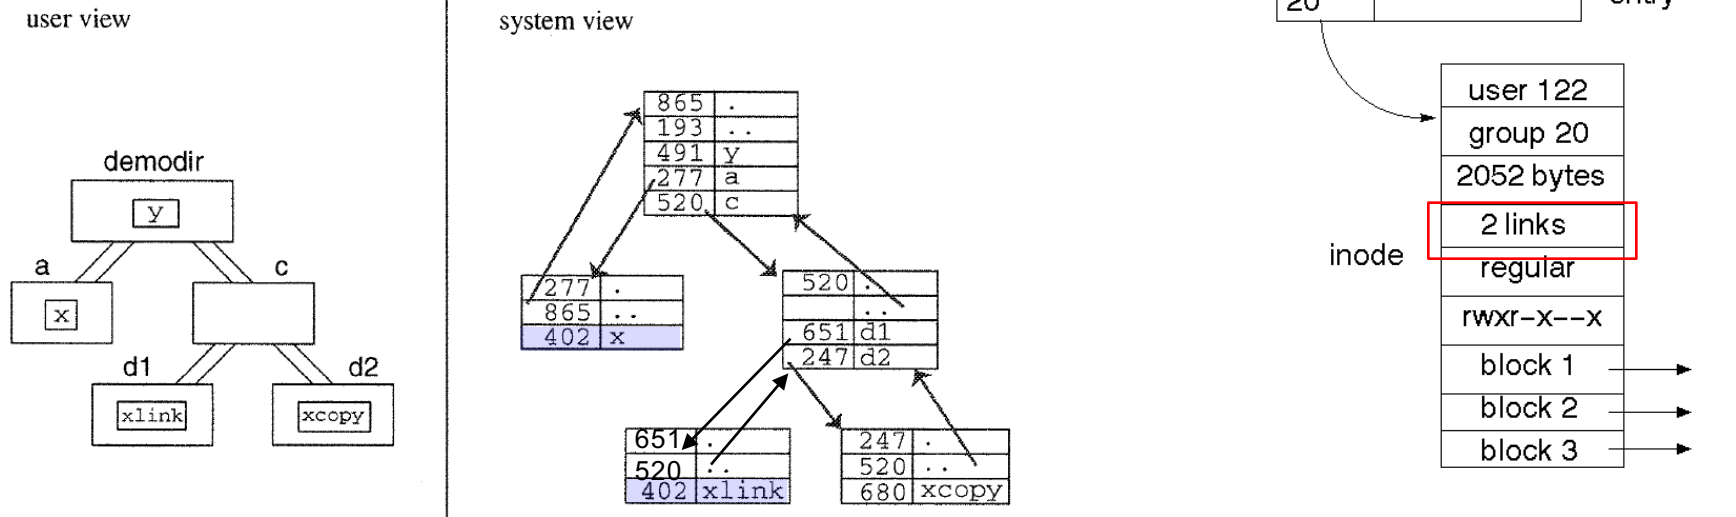 user view
demodir
y
a
c
x
d1
d2
xlink
xcopy
system view
865 .
193 ..
491 y
277 a
520 c
277 .
865 ..
402 x
520 .
..
651 d1
247 d2
651 .
520 ..
402 xlink
247 .
520 ..
680 xcopy
20
entry
inode
user 122
group 20
2052 bytes
2 links
regular
rwxr-x--x
block 1
block 2
block 3